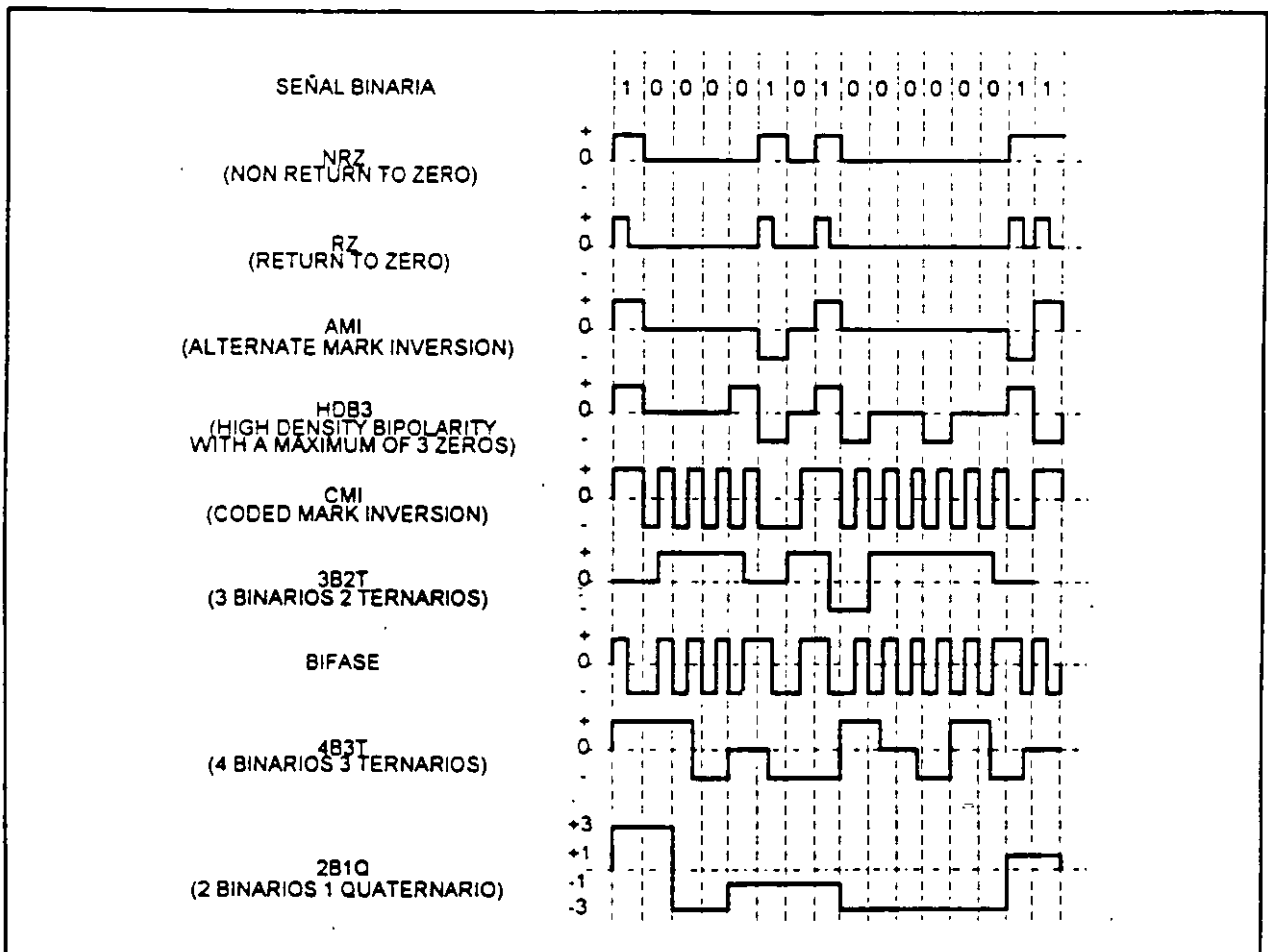 SEÑAL BINARIA
1 0 0 0 0 1 0 1 0 0 0 0 0 0 1 1
+
0
-
NRZ
(NON RETURN TO ZERO)
+
0
-
RZ
(RETURN TO ZERO)
+
0
-
AMI
(ALTERNATE MARK INVERSION)
+
0
-
HDB3
(HIGH DENSITY BIPOLARITY
WITH A MAXIMUM OF 3 ZEROS)
+
0
-
CMI
(CODED MARK INVERSION)
+
0
-
3B2T
(3 BINARIOS 2 TERNARIOS)
+
0
-
BIFASE
+
0
-
4B3T
(4 BINARIOS 3 TERNARIOS)
+3
+1
-1
-3
2B1Q
(2 BINARIOS 1 QUATERNARIO)